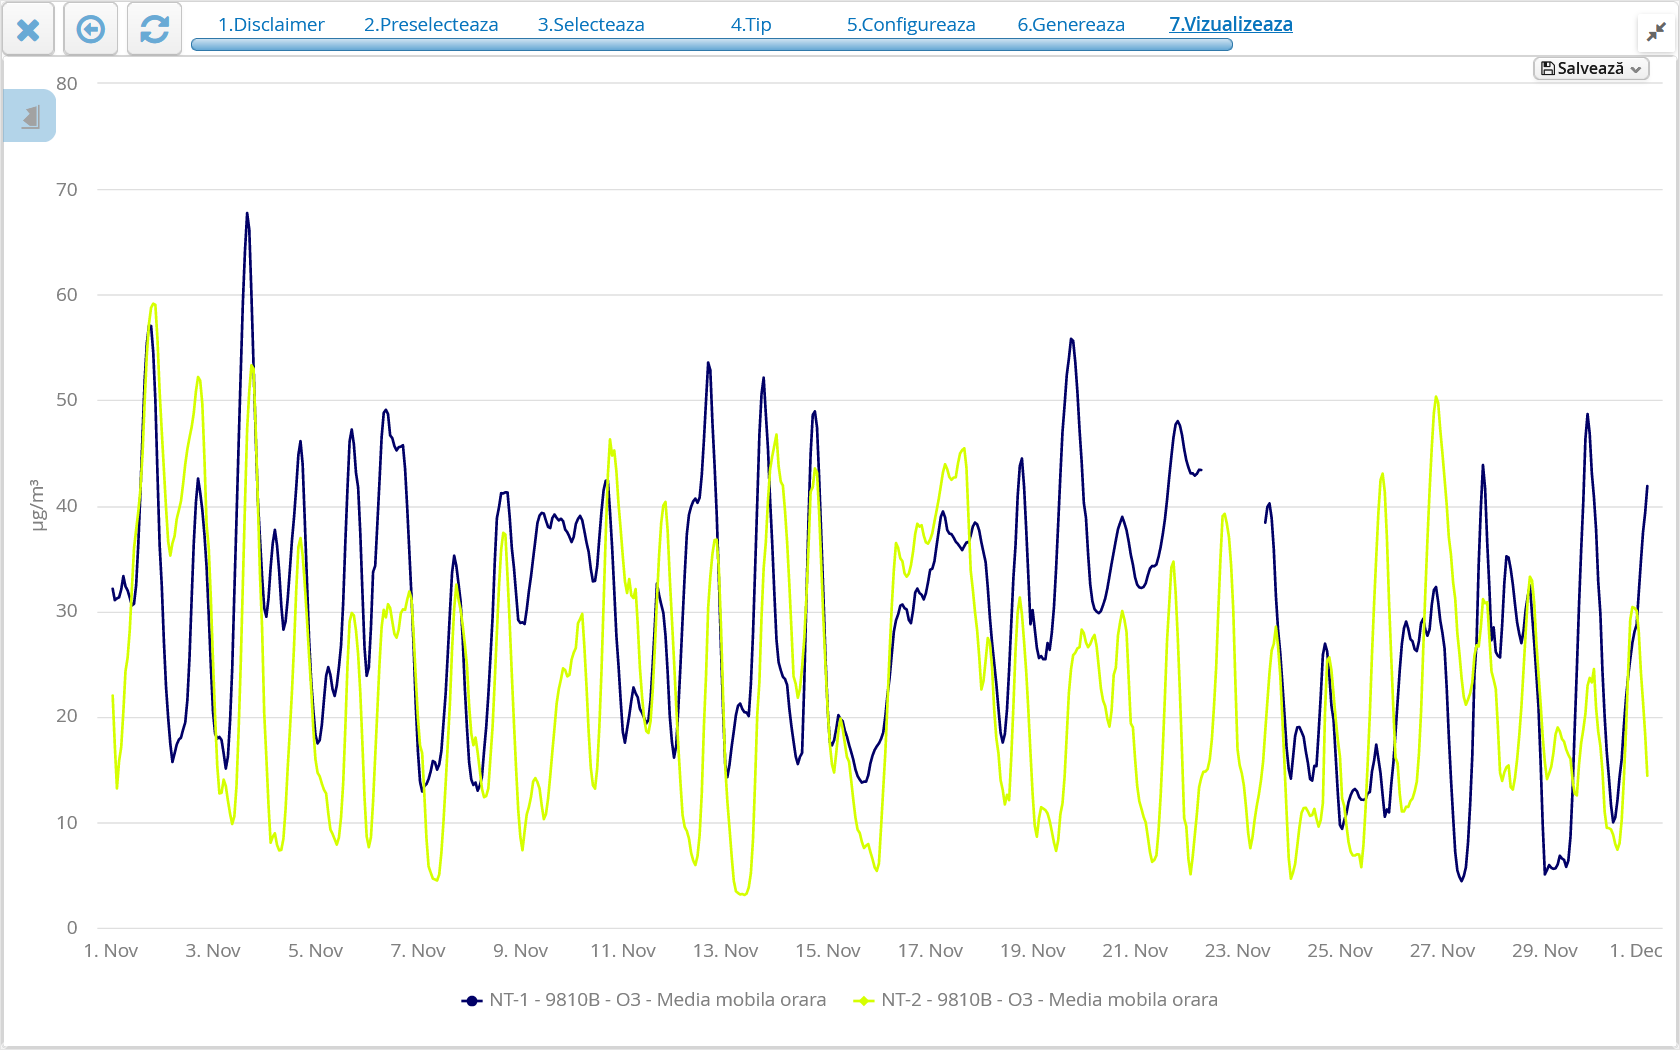 1.Disclaimer 2.Preselecteaza 3.Selecteaza 4.Tip 5.Configureaza 6.Genereaza 7.Vizualizeaza
Salvează
80
70
60
50
40
30
20
10
0
µg/m³
1. Nov 3. Nov 5. Nov 7. Nov 9. Nov 11. Nov 13. Nov 15. Nov 17. Nov 19. Nov 21. Nov 23. Nov 25. Nov 27. Nov 29. Nov 1. Dec
NT-1 - 9810B - O3 - Media mobila orara NT-2 - 9810B - O3 - Media mobila orara